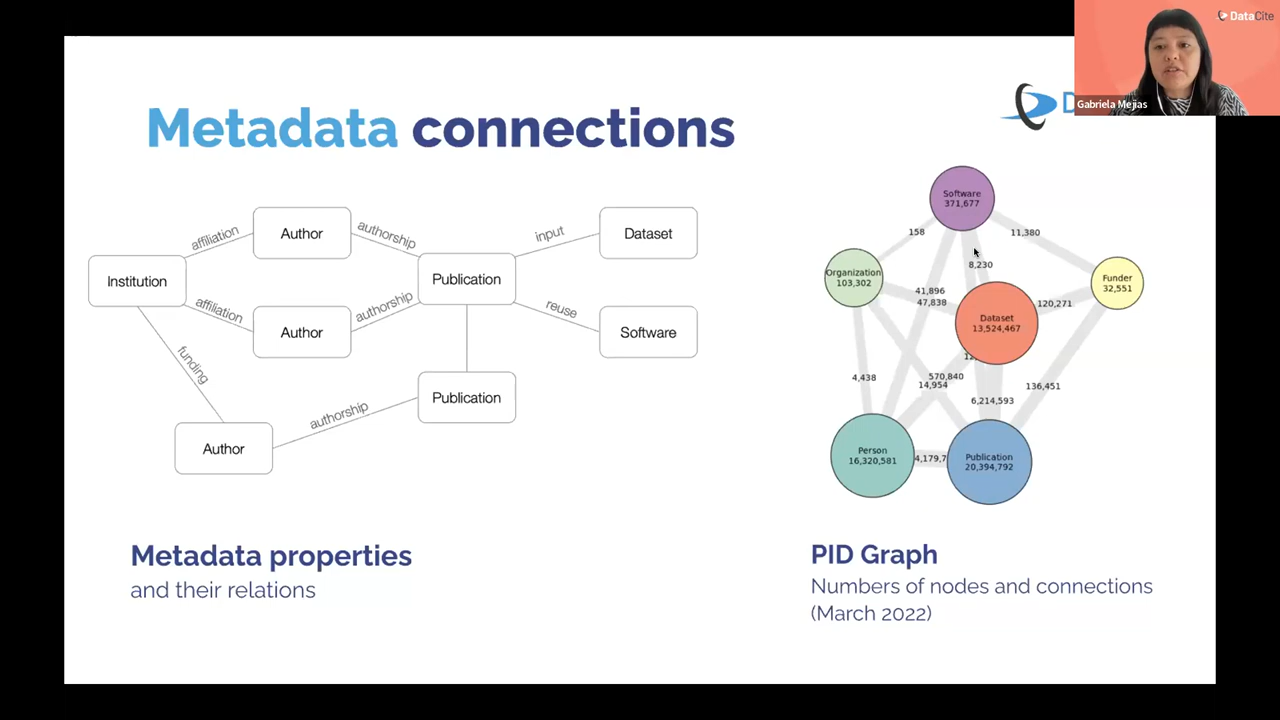 DataCite
Gabriela Mejias
Metadata connections
affiliation
Author
authorship
input
Dataset
Institution
Publication
affiliation
Author
authorship
reuse
Software
funding
Publication
authorship
Author
Software
371,677
158
11,380
8,230
Organization
103,302
Funder
32,551
41,896
47,838
120,271
Dataset
13,524,467
4,438
570,840
14,954
136,451
6,214,593
Person
16,320,581
4,179,7
Publication
20,394,792
Metadata properties
and their relations
PID Graph
Numbers of nodes and connections
(March 2022)